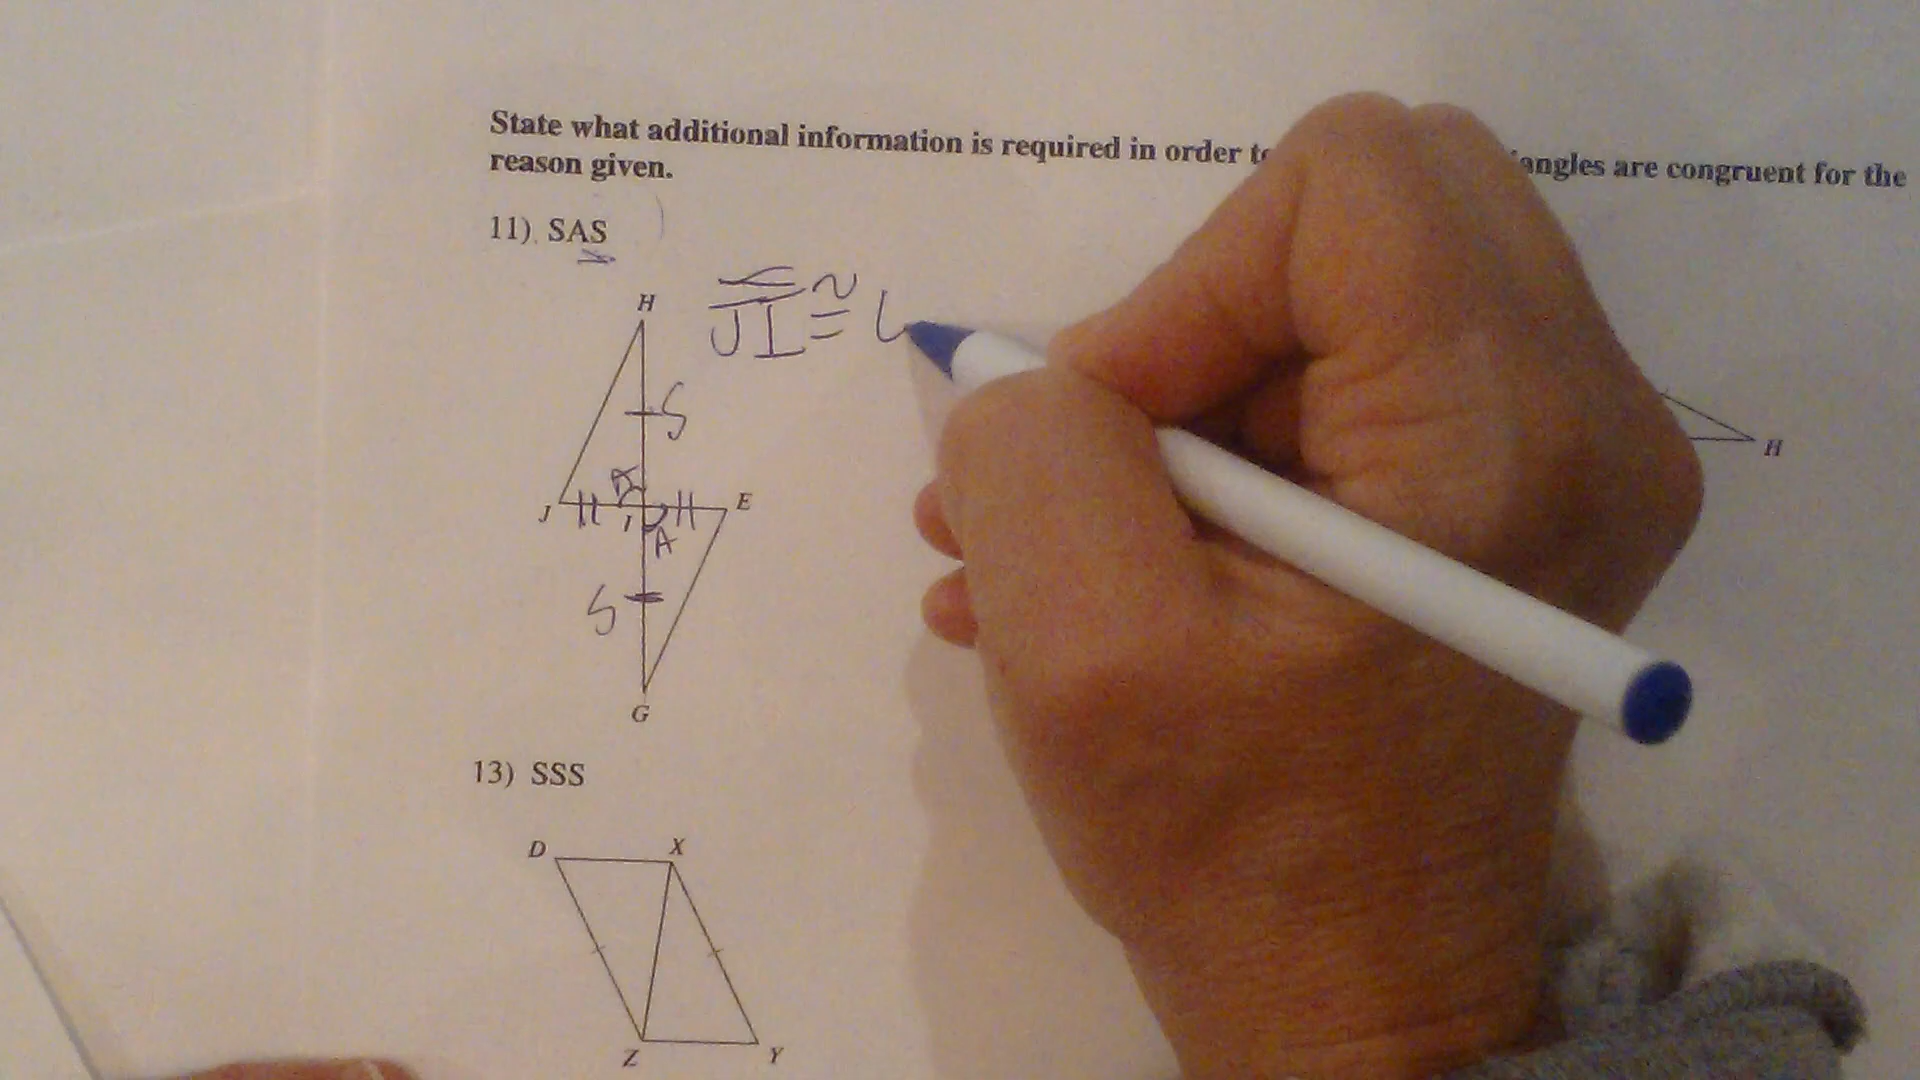 State what additional information is required in order angles are congruent for the
reason given.
11) SAS
JI ≅
H
S
A
J
I
E
A
S
G
H
13) SSS
D
X
Z
Y